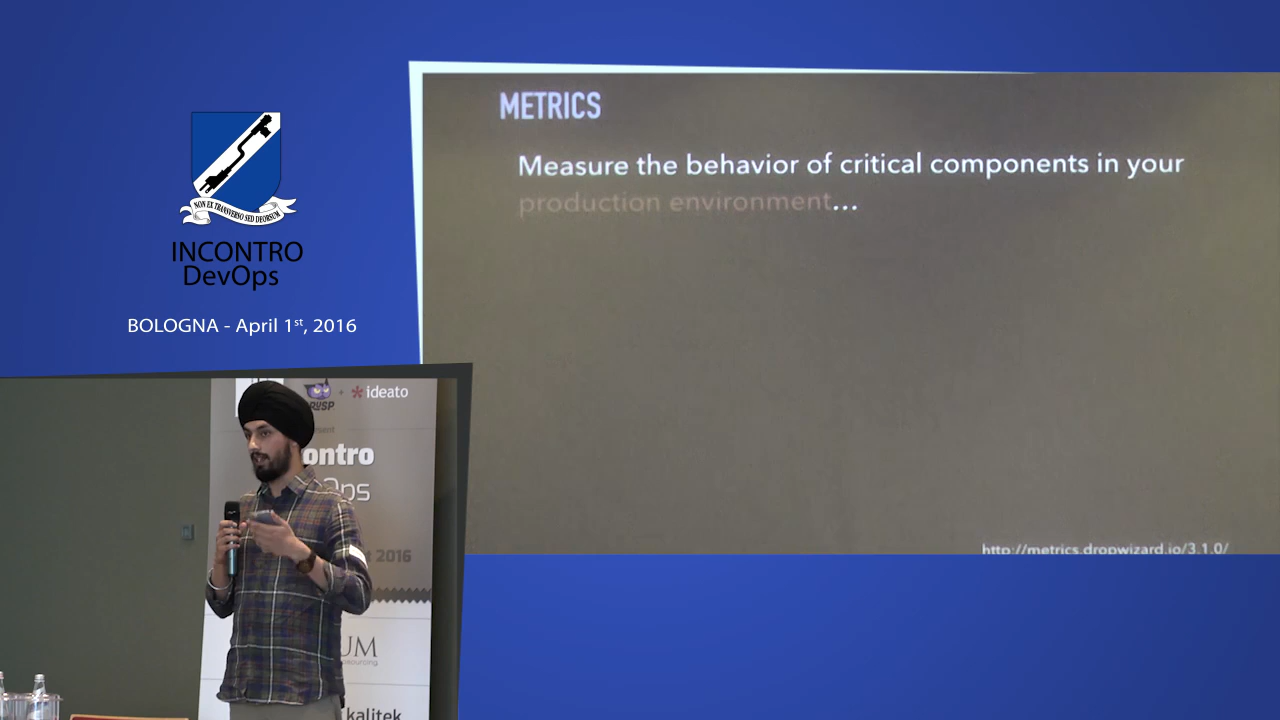 NON EX TRANSVERSO SED DEORSUM
INCONTRO
DevOps
BOLOGNA - April 1st, 2016
METRICS
Measure the behavior of critical components in your
production environment...
http://metrics.dropwizard.io/3.1.0/
ideato
ontro
Ops
2016
UM
kalitek